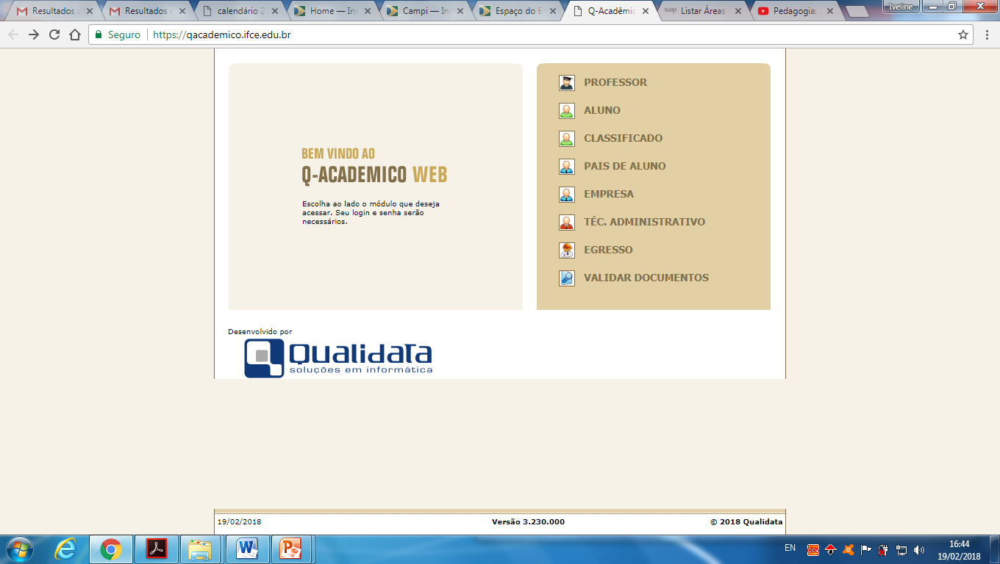 Resultados d
Resultados d
calendário 2
Home — Ins
Campi — Ins
Espaço do E
Q-Acadêmic
suap
Listar Áreas
Pedagogia:
Iveline
Seguro
https://qacademico.ifce.edu.br
BEM VINDO AO
Q-ACADEMICO WEB
Escolha ao lado o módulo que deseja
acessar. Seu login e senha serão
necessários.
PROFESSOR
ALUNO
CLASSIFICADO
PAIS DE ALUNO
EMPRESA
TÉC. ADMINISTRATIVO
EGRESSO
VALIDAR DOCUMENTOS
Desenvolvido por
Qualidata
soluções em informática
19/02/2018
Versão 3.230.000
© 2018 Qualidata
EN
16:44
19/02/2018